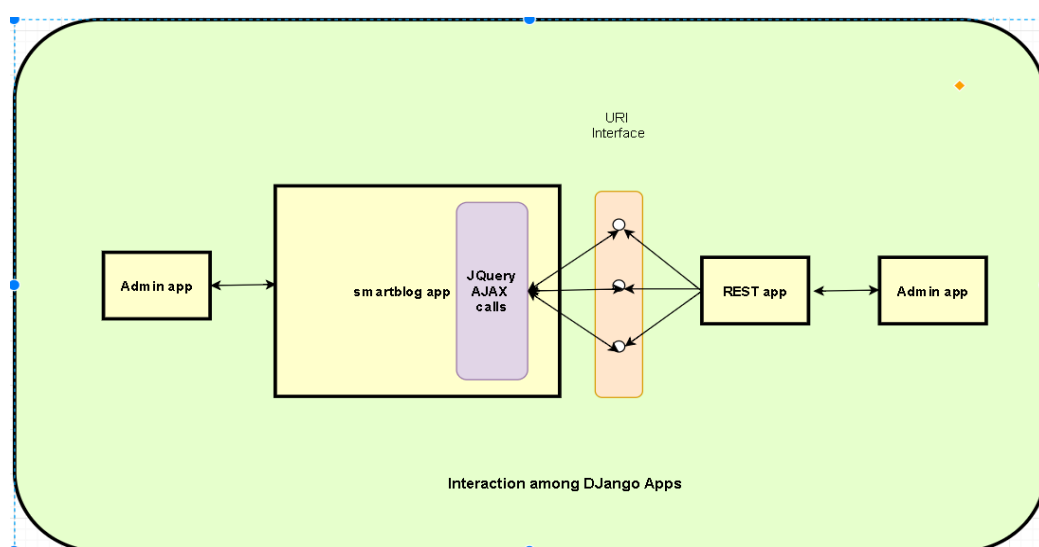 URI
Interface
Admin app
smartblog app
JQuery
AJAX
calls
REST app
Admin app
Interaction among DJango Apps